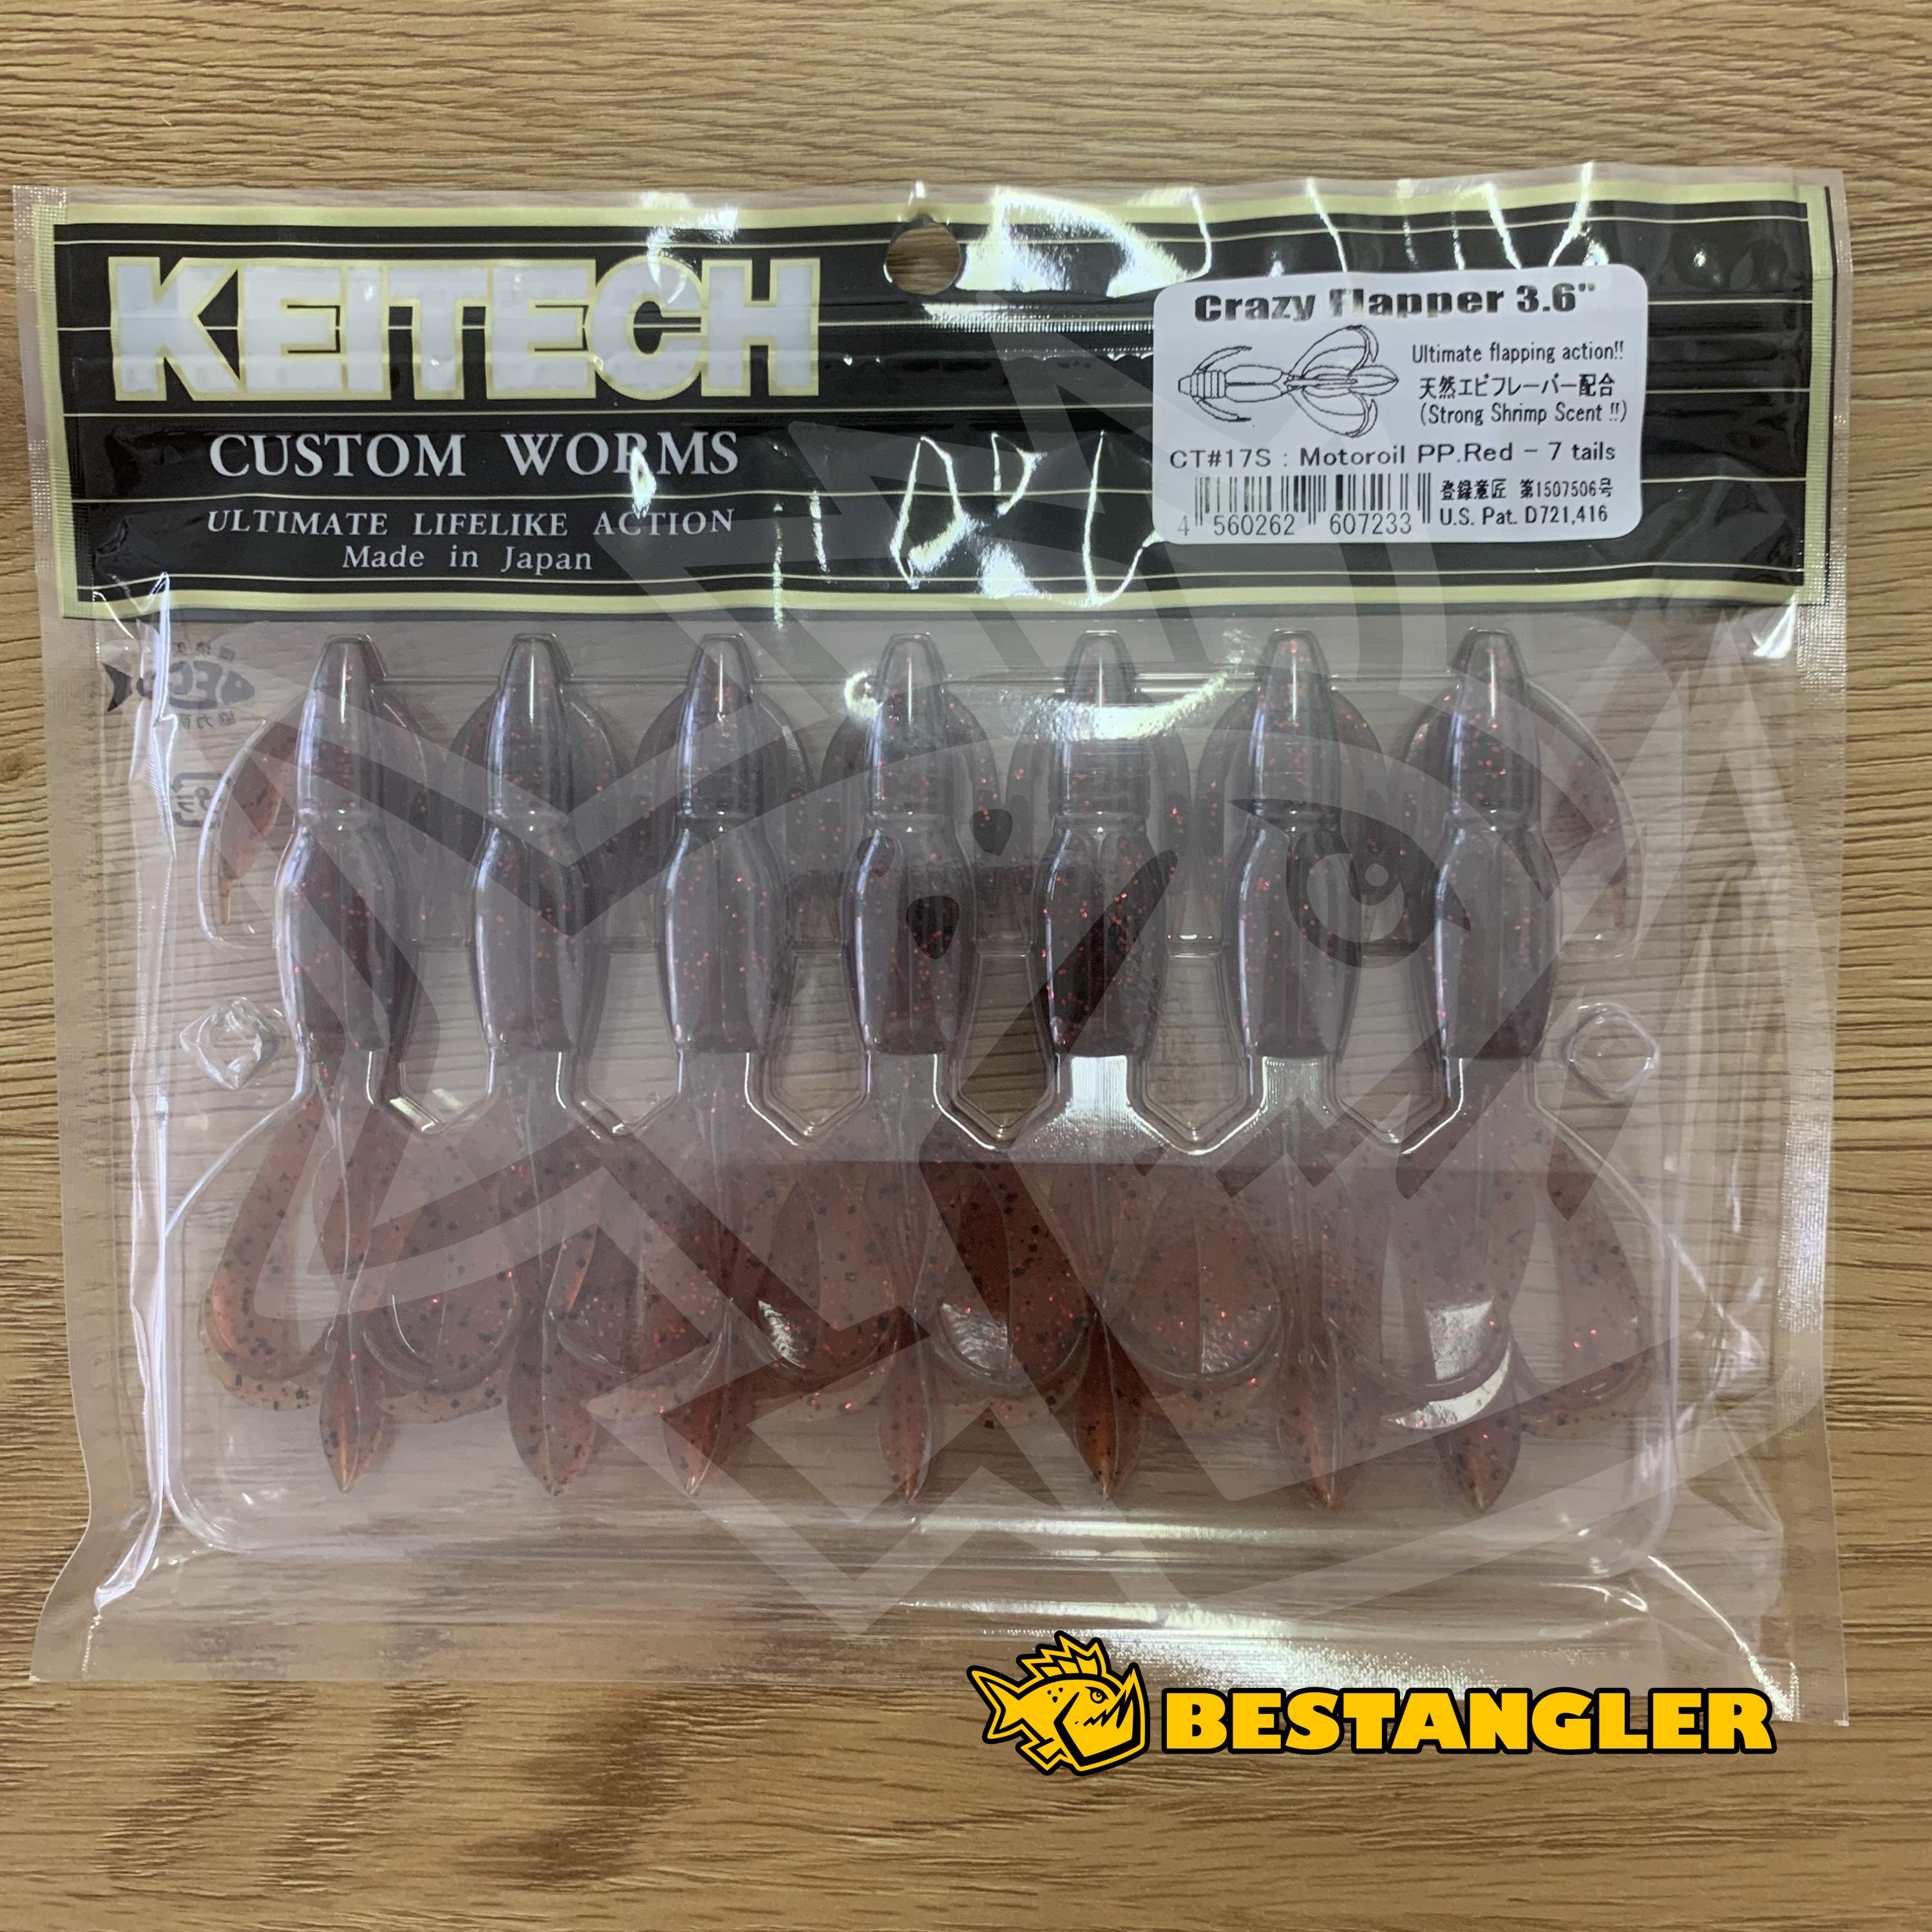 KEITECH
CUSTOM WORMS
ULTIMATE LIFELIKE ACTION
Made in Japan
Crazy Flapper 3.6"
Ultimate flapping action!!
天然エビフレーバー配合
(Strong Shrimp Scent !!)
CT#17S : Motoroil PP.Red - 7 tails
登録意匠 第1507506号
U.S. Pat. D721,416
4 560262 607233
BESTANGLER